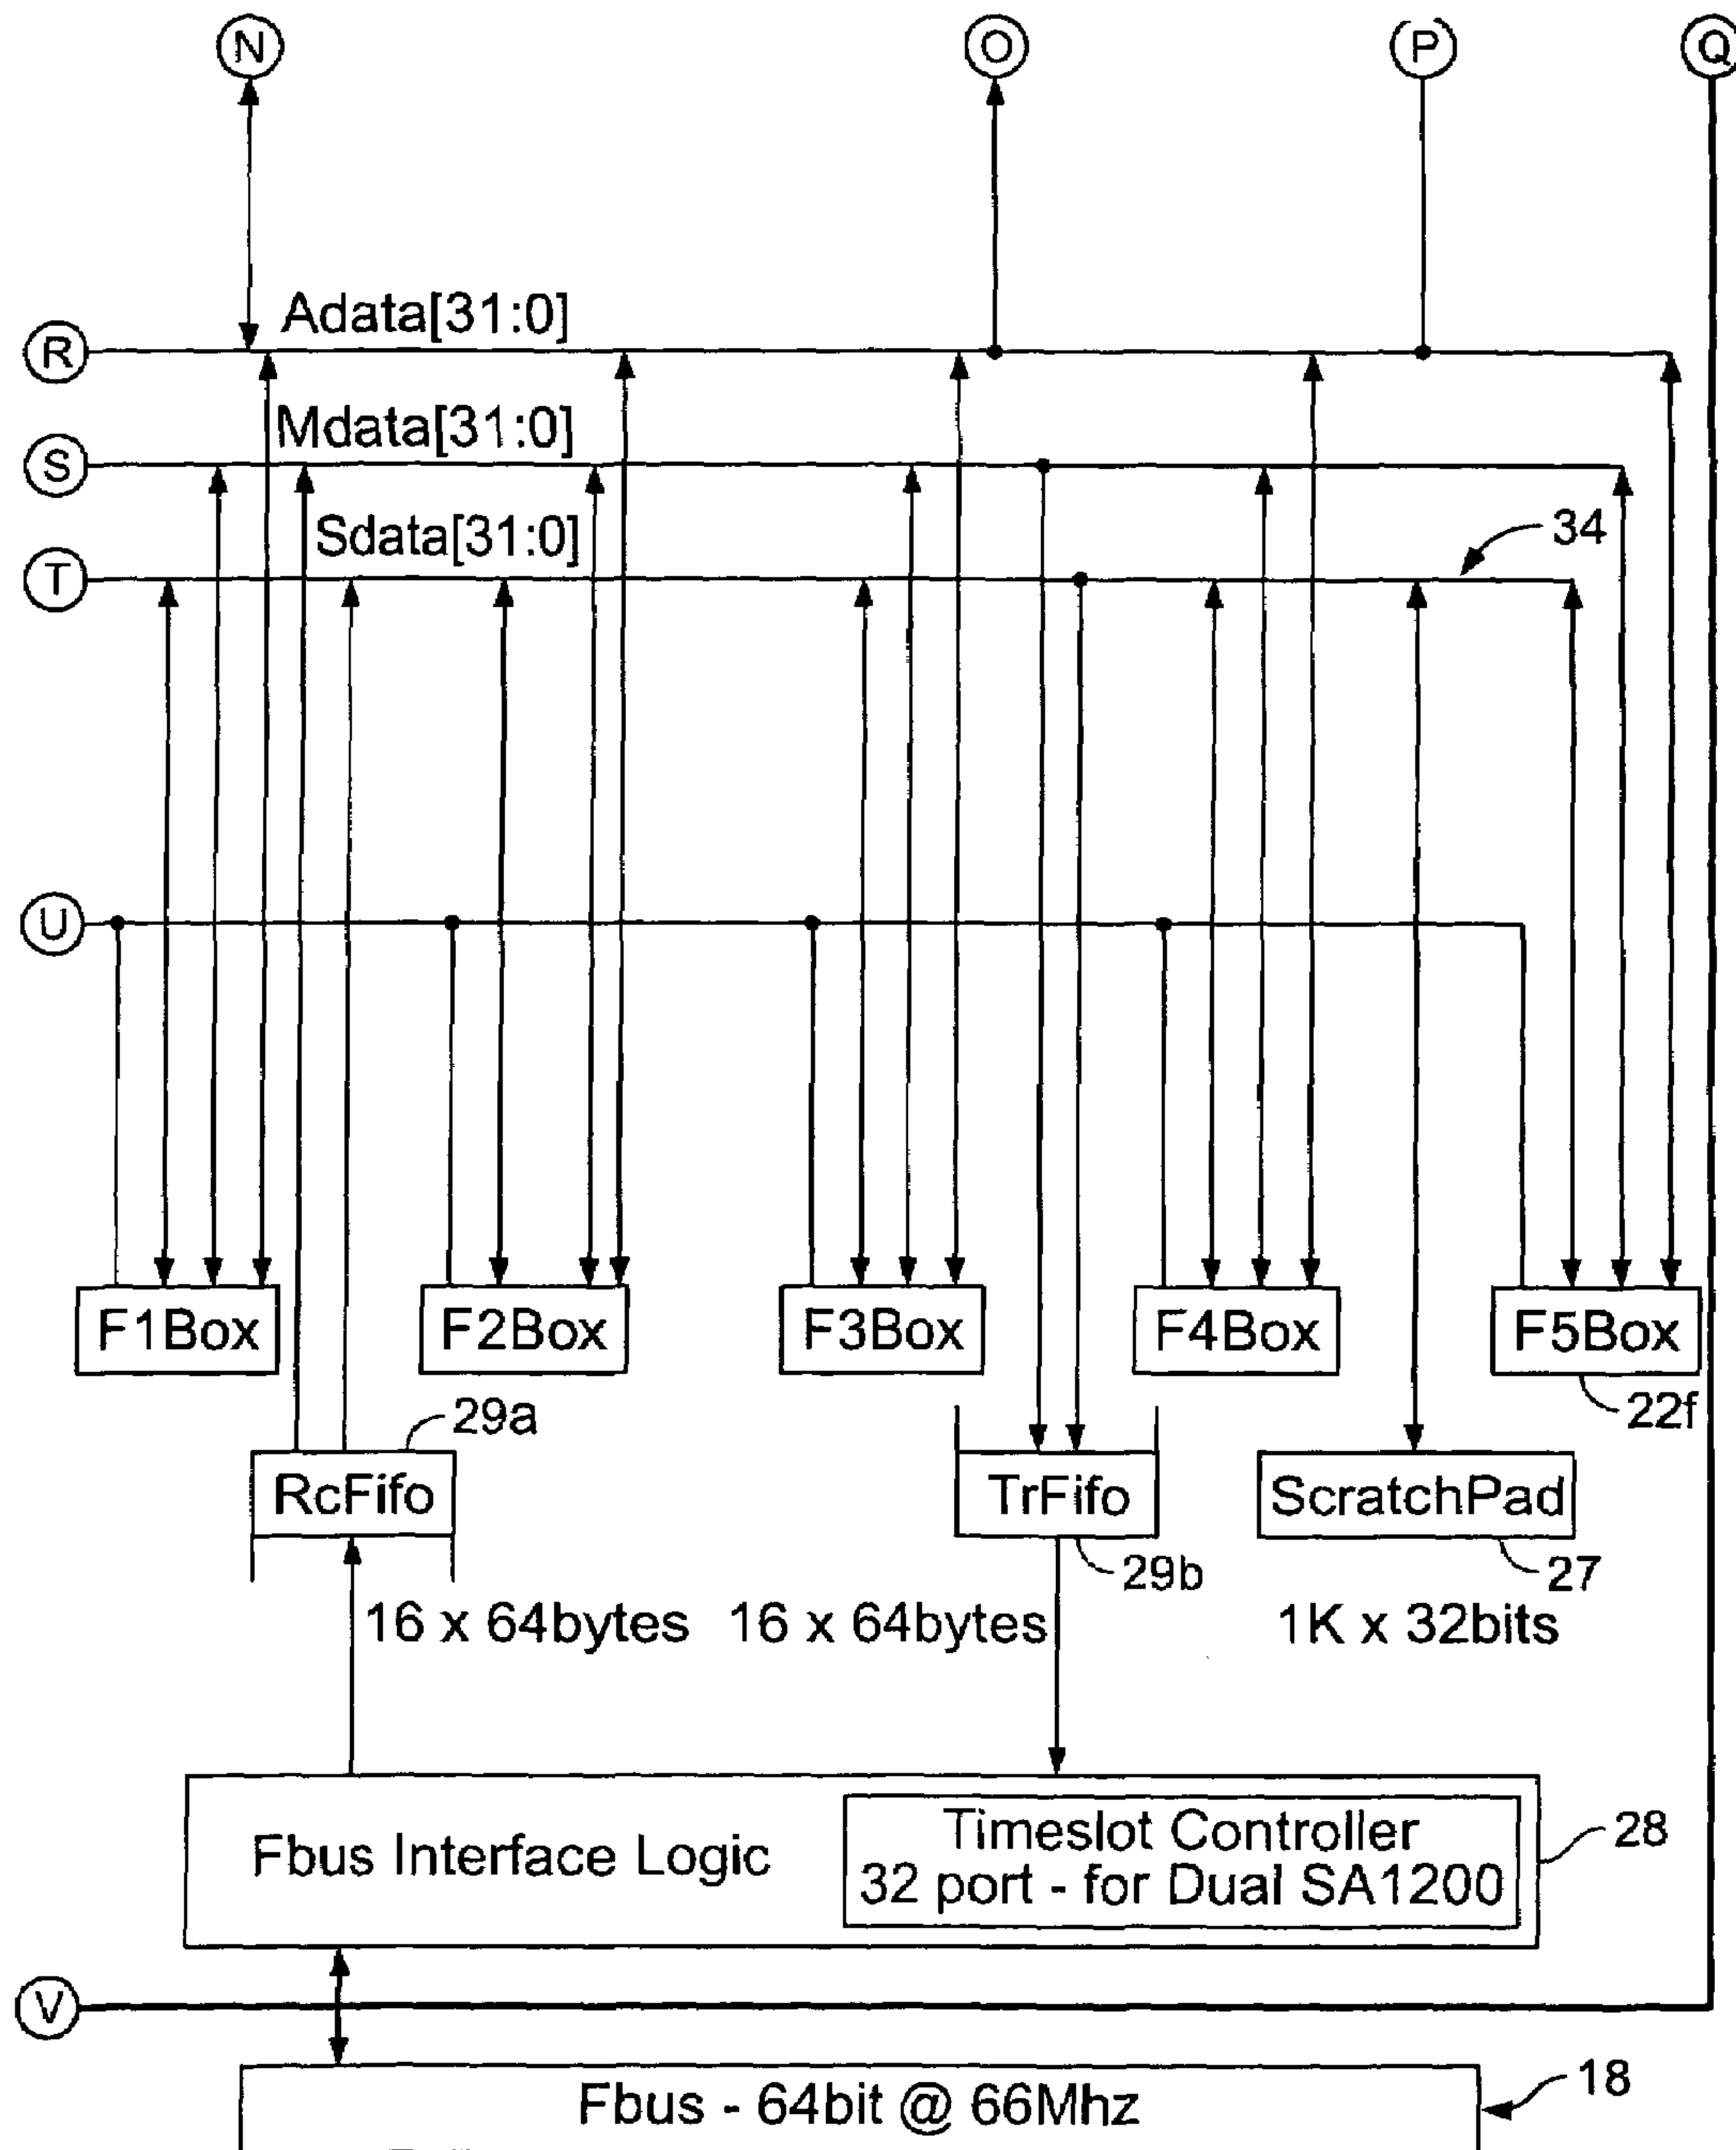 N O P Q
Adata[31:0]
R
Mdata[31:0]
S
Sdata[31:0]
34
T
U
F1Box F2Box F3Box F4Box F5Box
29a
22f
RcFifo TrFifo ScratchPad
29b
27
16 x 64bytes 16 x 64bytes 1K x 32bits
Fbus Interface Logic
Timeslot Controller
32 port - for Dual SA1200
28
V
18
Fbus - 64bit @ 66Mhz